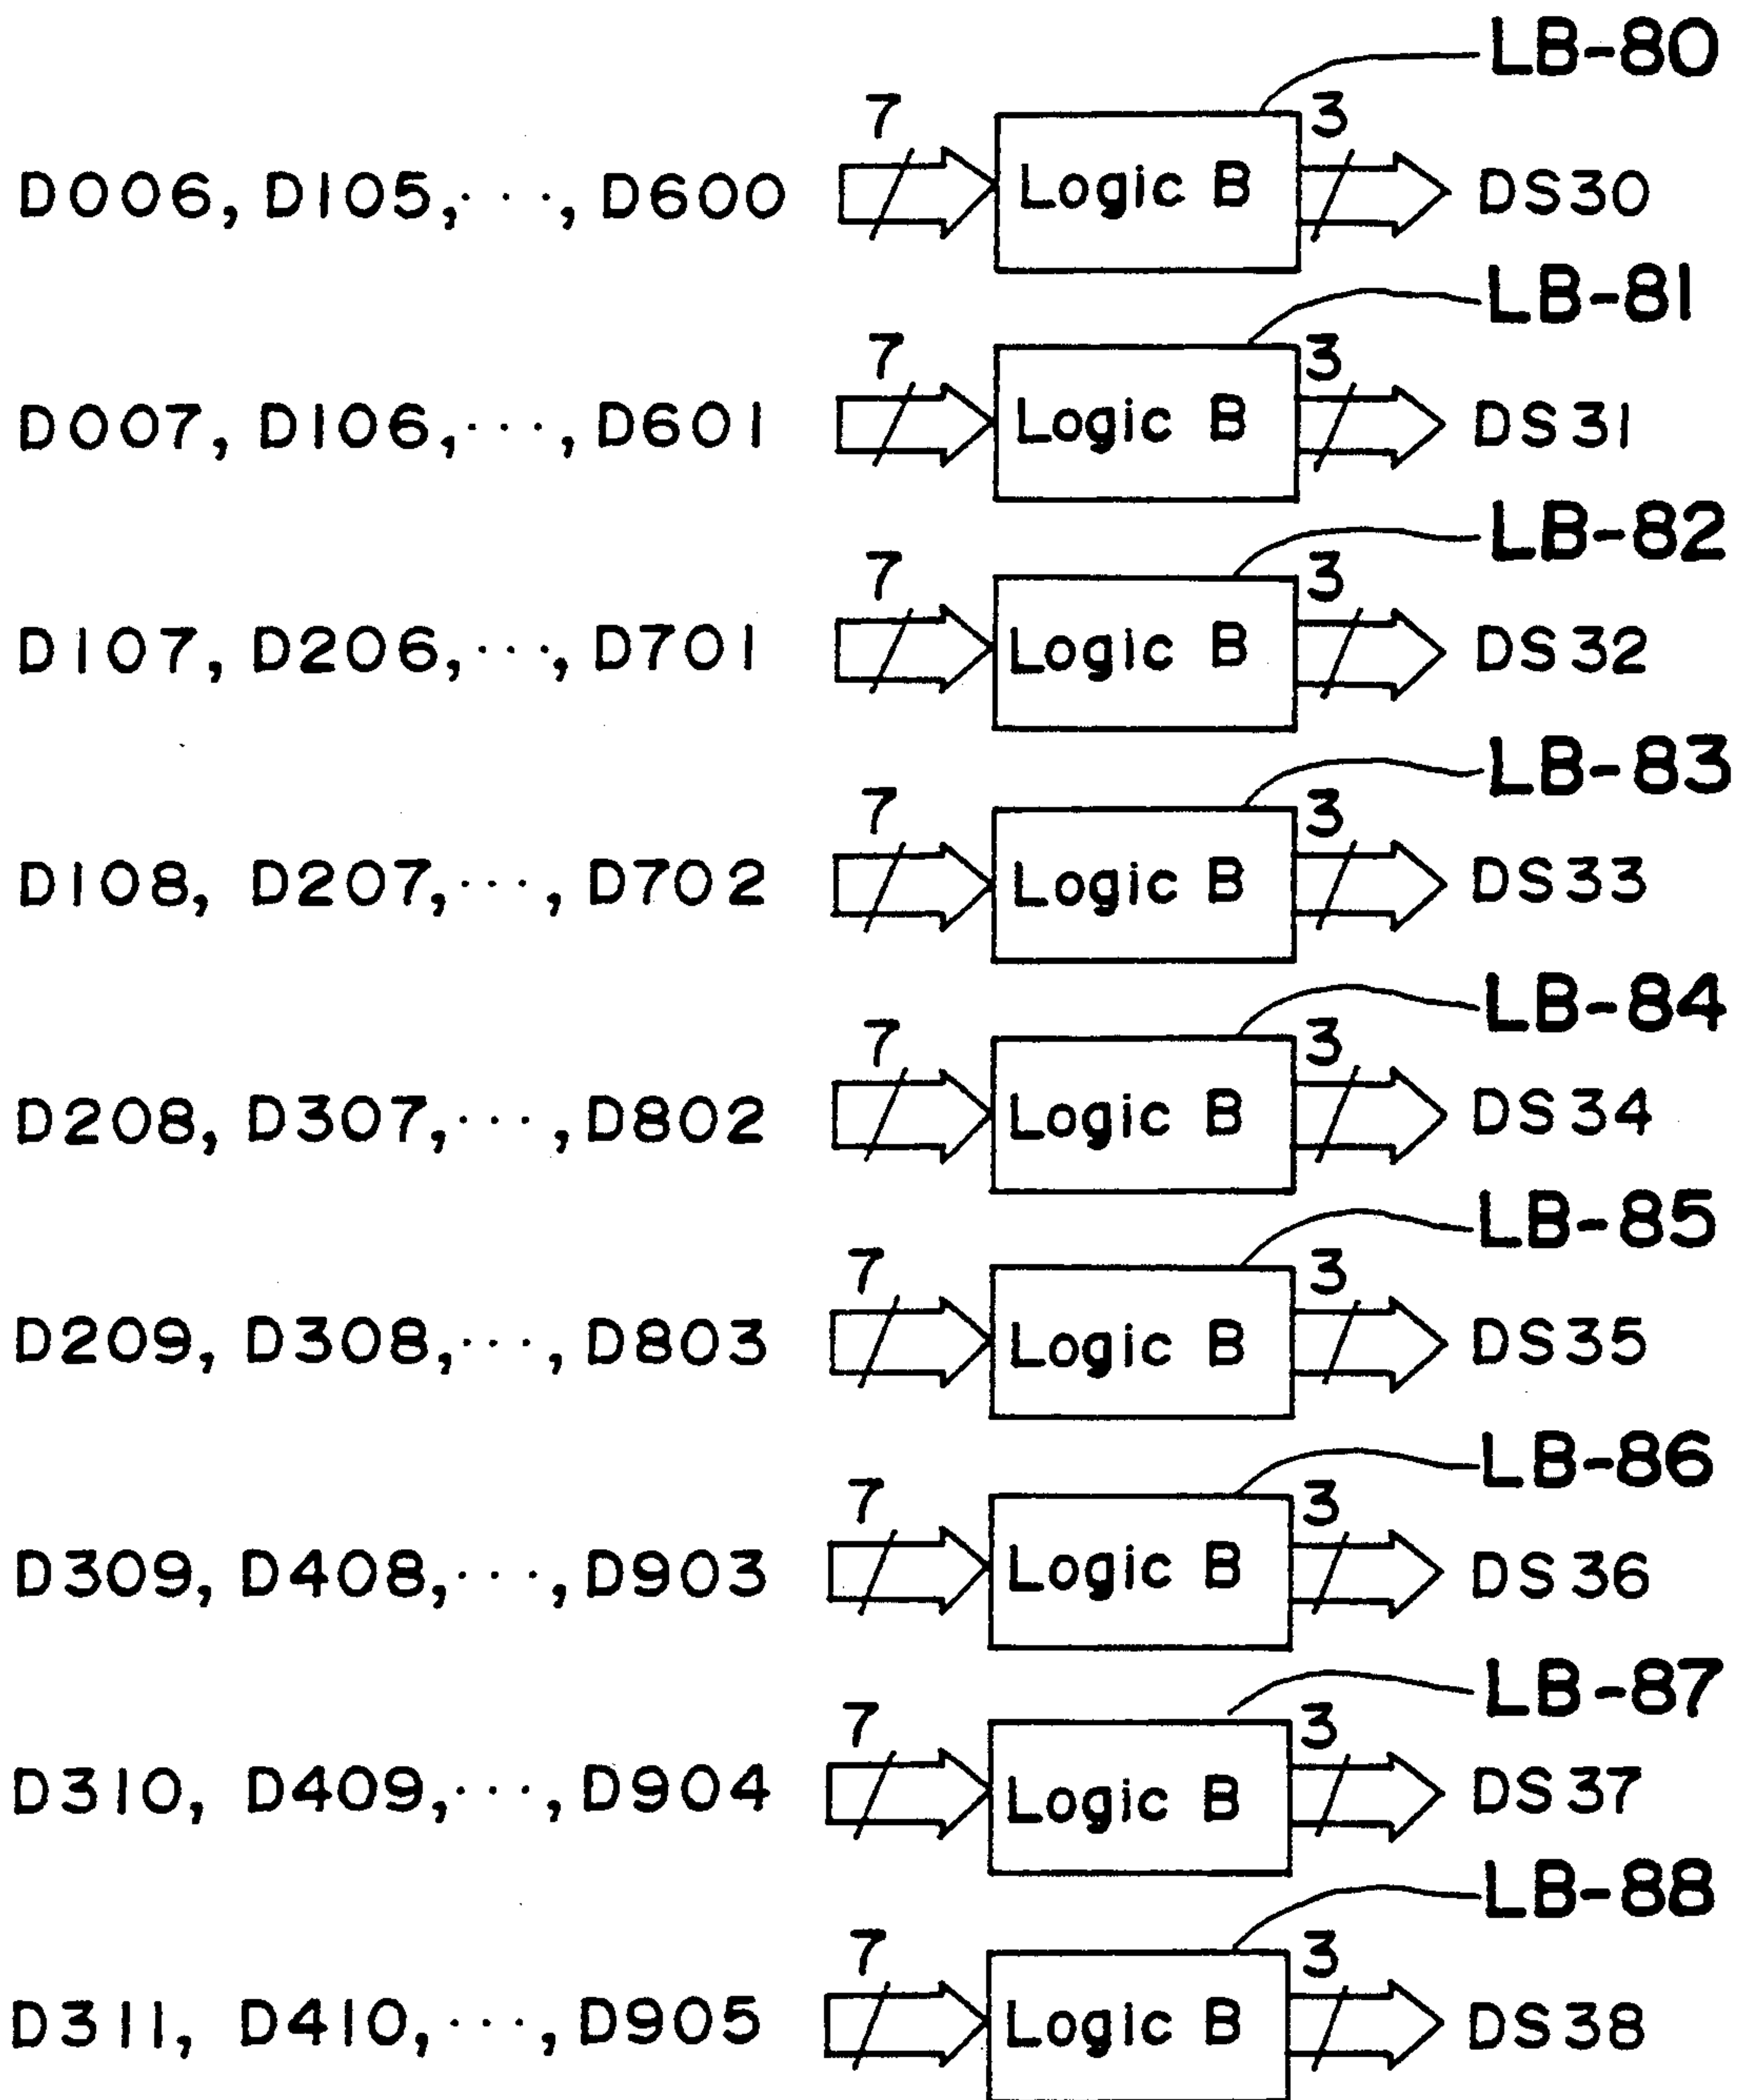 LB-80
7 3
D006, D105, ···, D600 Logic B DS30
LB-81
7 3
D007, D106, ···, D601 Logic B DS31
LB-82
7 3
D107, D206, ···, D701 Logic B DS32
LB-83
7 3
D108, D207, ···, D702 Logic B DS33
LB-84
7 3
D208, D307, ···, D802 Logic B DS34
LB-85
7 3
D209, D308, ···, D803 Logic B DS35
LB-86
7 3
D309, D408, ···, D903 Logic B DS36
LB-87
7 3
D310, D409, ···, D904 Logic B DS37
LB-88
7 3
D311, D410, ···, D905 Logic B DS38